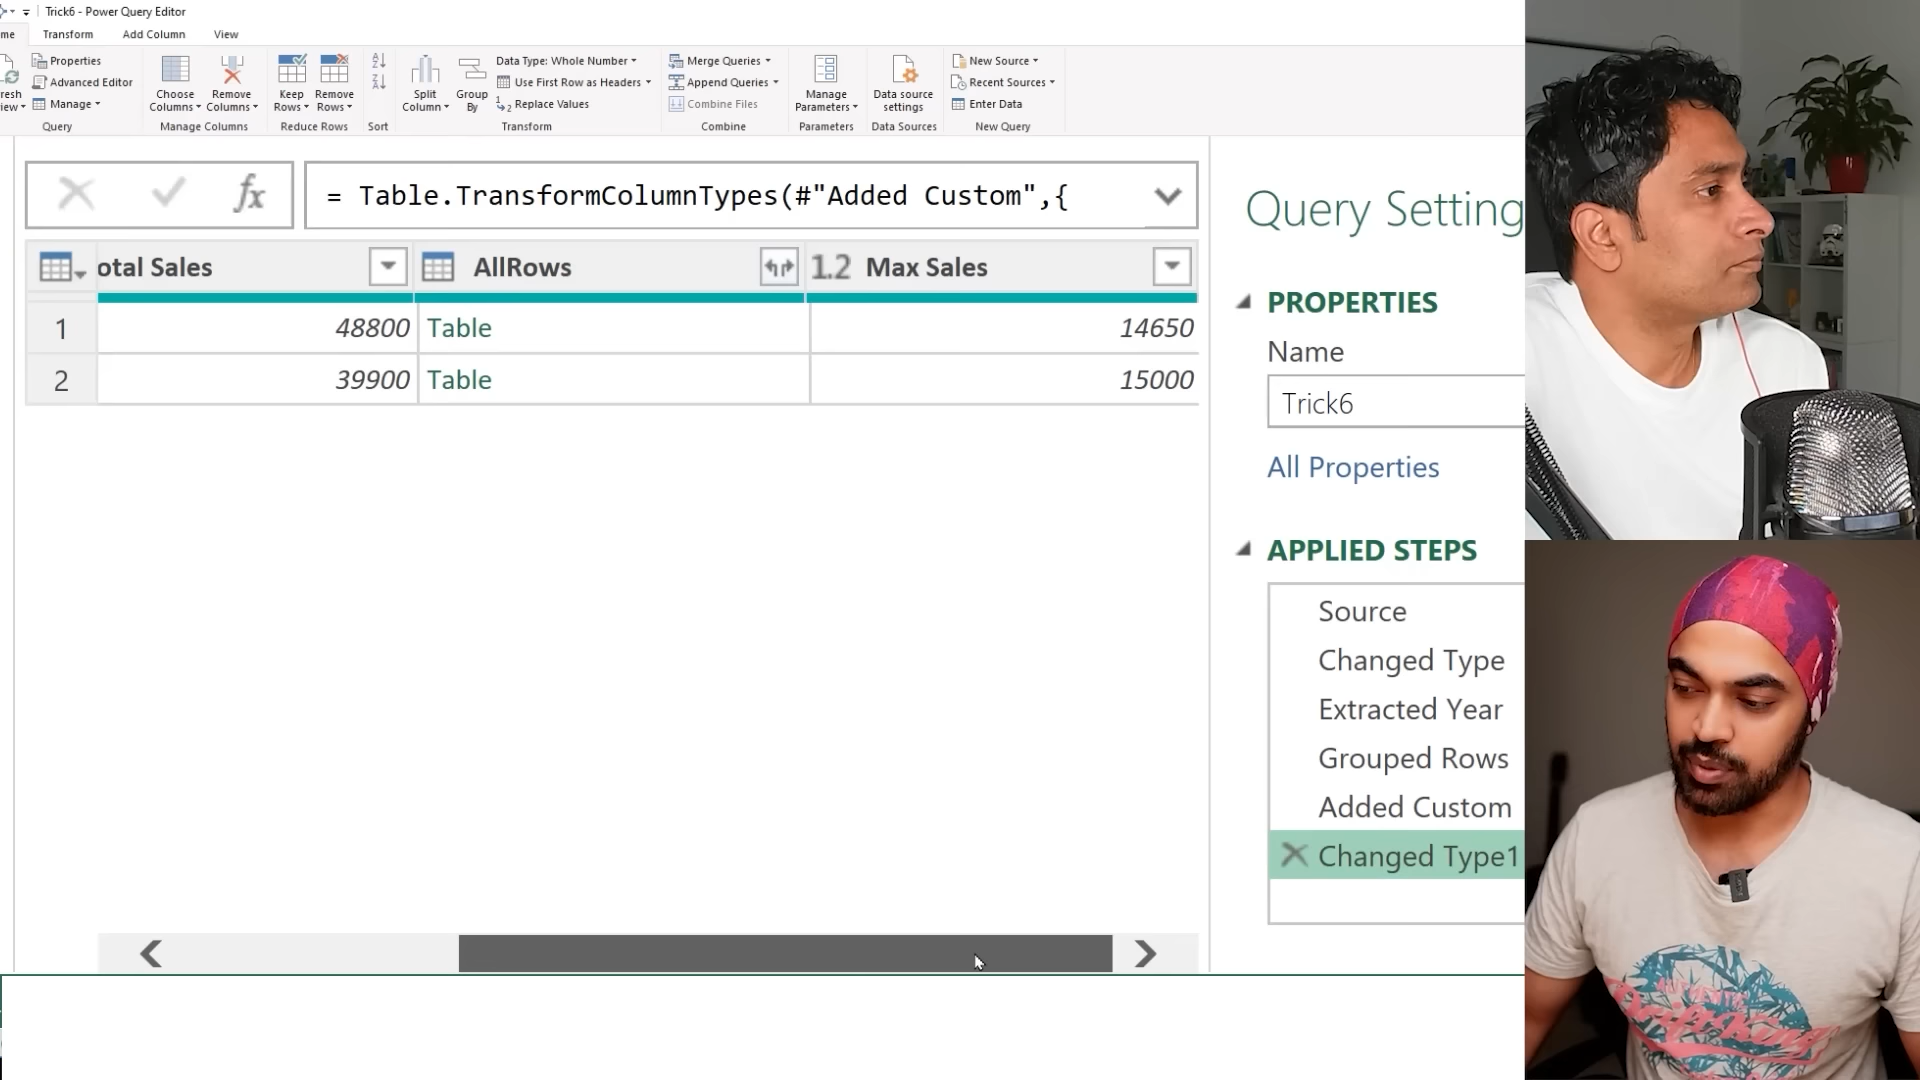 Trick6 - Power Query Editor
me Transform Add Column View
resh
view
Properties
Advanced Editor
Manage
Query
Choose
Columns
Remove
Columns
Manage Columns
Keep
Rows
Remove
Rows
Reduce Rows
Sort
Split
Column
Group
By
Data Type: Whole Number
Use First Row as Headers
Replace Values
Transform
Merge Queries
Append Queries
Combine Files
Combine
Manage
Parameters
Parameters
Data source
settings
Data Sources
New Source
Recent Sources
Enter Data
New Query
fx = Table.TransformColumnTypes(#"Added Custom",{
otal Sales AllRows 1.2 Max Sales
1 48800 Table 14650
2 39900 Table 15000
Query Setting
PROPERTIES
Name
Trick6
All Properties
APPLIED STEPS
Source
Changed Type
Extracted Year
Grouped Rows
Added Custom
Changed Type1